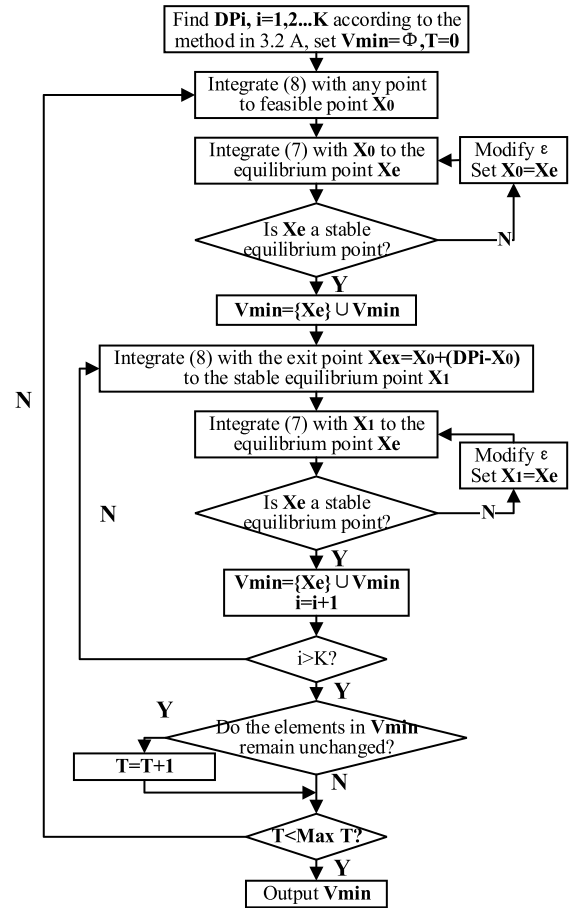 Find DPi, i=1,2...K according to the
method in 3.2 A, set Vmin=Φ,T=0
Integrate (8) with any point
to feasible point X0
Integrate (7) with X0 to the
equilibrium point Xe
Modify ε
Set X0=Xe
Is Xe a stable
equilibrium point?
N
Y
Vmin={Xe}∪Vmin
Integrate (8) with the exit point Xex=X0+(DPi-X0)
to the stable equilibrium point X1
N
Integrate (7) with X1 to the
equilibrium point Xe
Modify ε
Set X1=Xe
Is Xe a stable
equilibrium point?
N
N
Y
Vmin={Xe}∪Vmin
i=i+1
i>K?
Y
Y
Do the elements in Vmin
remain unchanged?
T=T+1
N
T<Max T?
Y
Output Vmin